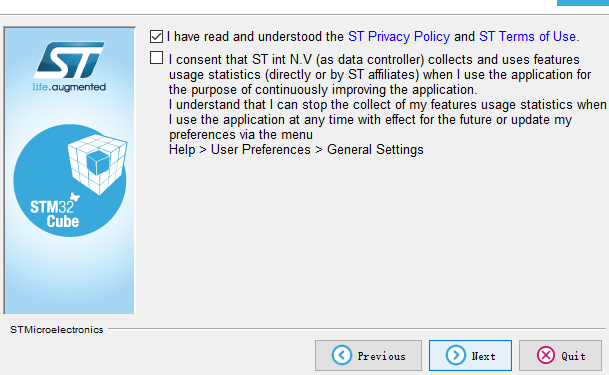 I have read and understood the ST Privacy Policy and ST Terms of Use.
I consent that ST int N.V (as data controller) collects and uses features
usage statistics (directly or by ST affiliates) when I use the application for
the purpose of continuously improving the application.
I understand that I can stop the collect of my features usage statistics when
I use the application at any time with effect for the future or update my
preferences via the menu
Help > User Preferences > General Settings
ST
life.augmented
STM32
Cube
STMicroelectronics
Previous
Next
Quit